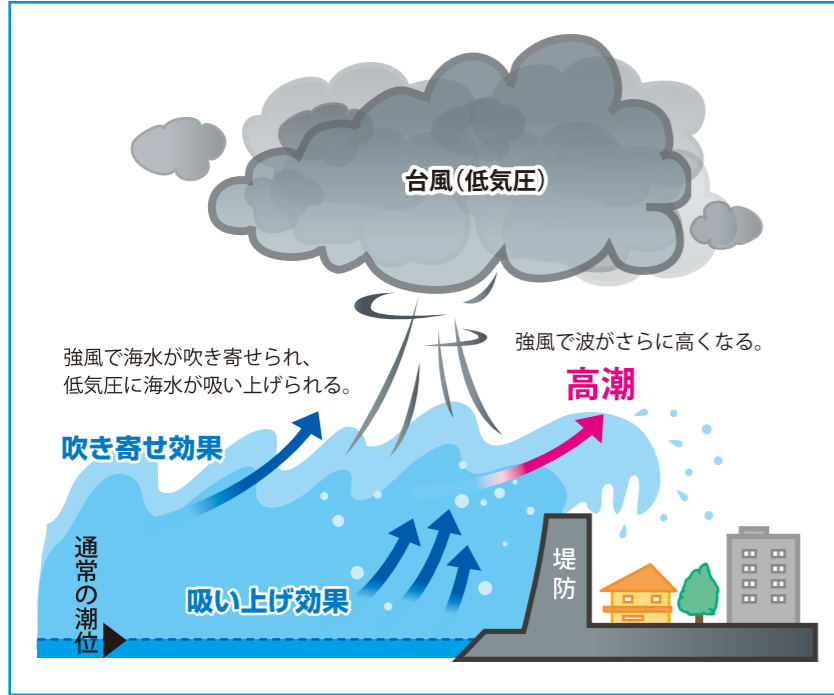 台風（低気圧）
強風で海水が吹き寄せられ、
低気圧に海水が吸い上げられる。
強風で波がさらに高くなる。
高潮
吹き寄せ効果
吸い上げ効果
通常の潮位
堤防